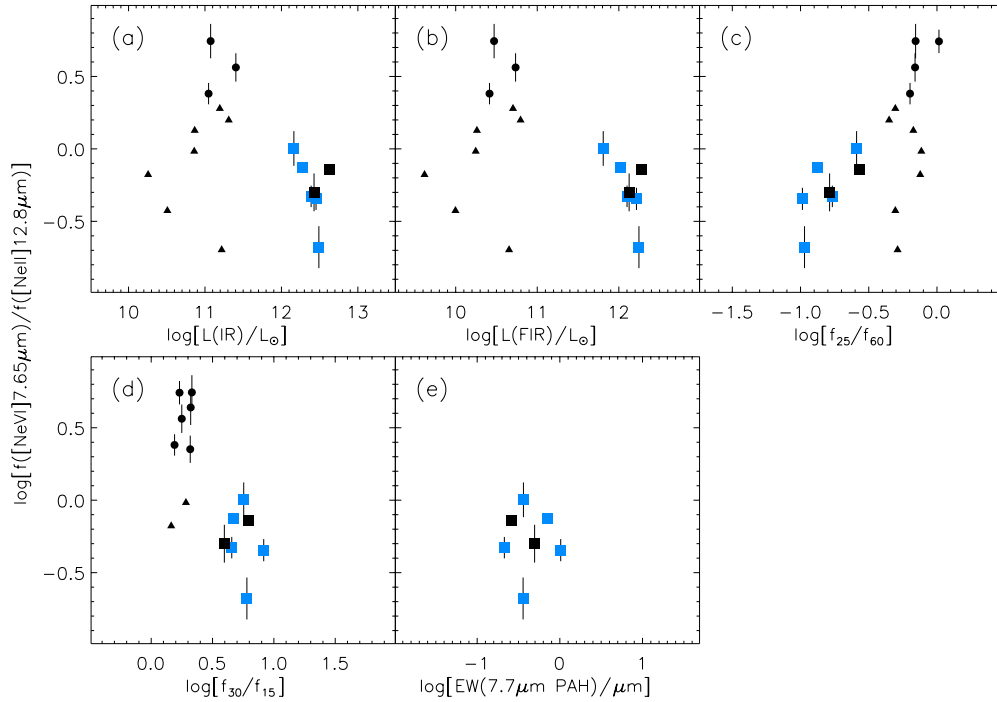 (a)
(b)
(c)
0.5
0.0
−0.5
10 11 12 13
10 11 12
−1.5 −1.0 −0.5 0.0
log[L(IR)/L⊙]
log[L(FIR)/L⊙]
log[f₂₅/f₆₀]
log[f([NeVI]7.65μm)/f([NeII]12.8μm)]
(d)
(e)
0.5
0.0
−0.5
0.0 0.5 1.0 1.5
−1 0 1
log[f₃₀/f₁₅]
log[EW(7.7μm PAH)/μm]